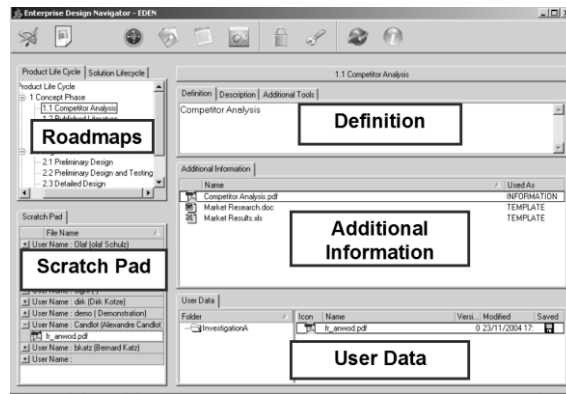 Enterprise Design Navigator - EDEN
Product Life Cycle Solution Lifecycle
Product Life Cycle
1 Concept Phase
1.1 Competitor Analysis
1.2 Published Literature
Roadmaps
2.1 Preliminary Design
2.2 Preliminary Design and Testing
2.3 Detailed Design
1.1 Competitor Analysis
Definition Description Additional Tools
Competitor Analysis
Definition
Additional Information
Name / Used As
Competitor Analysis.pdf INFORMATION
Market Research.doc TEMPLATE
Market Results.xls TEMPLATE
Additional
Information
Scratch Pad
File Name /
User Name : Olaf (olaf Schulz)
Scratch Pad
User Name : dirk (Dirk Kotze)
User Name : demo ( Demonstration)
User Name : Candlot (Alexandre Candlot
fr_anwod.pdf
User Name : bkatz (Bernard Katz)
User Name :
User Data
Folder / Icon Name Versi... Modified Saved
InvestigationA fr_anwod.pdf 0 23/11/2004 17:
User Data